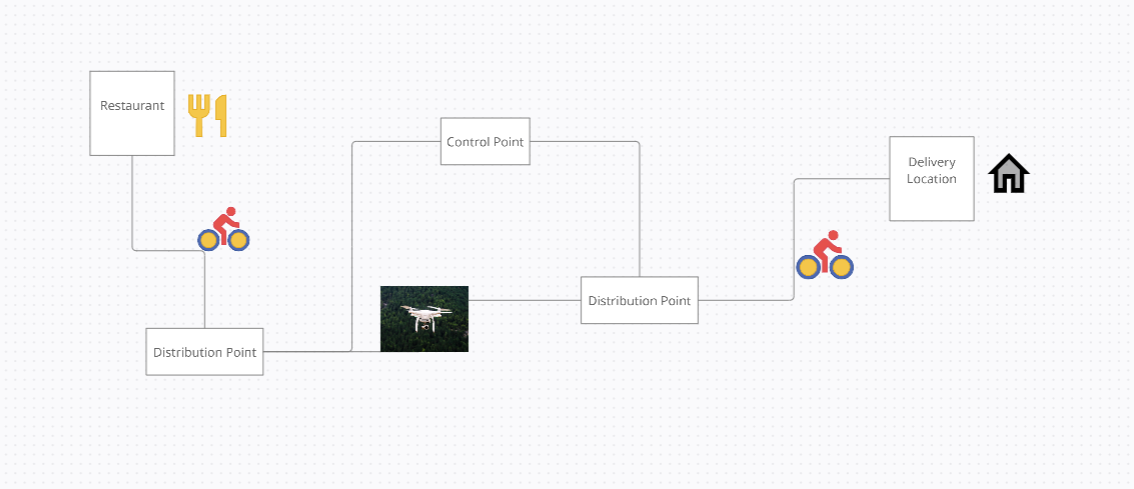 Restaurant
Control Point
Delivery
Location
Distribution Point
Distribution Point